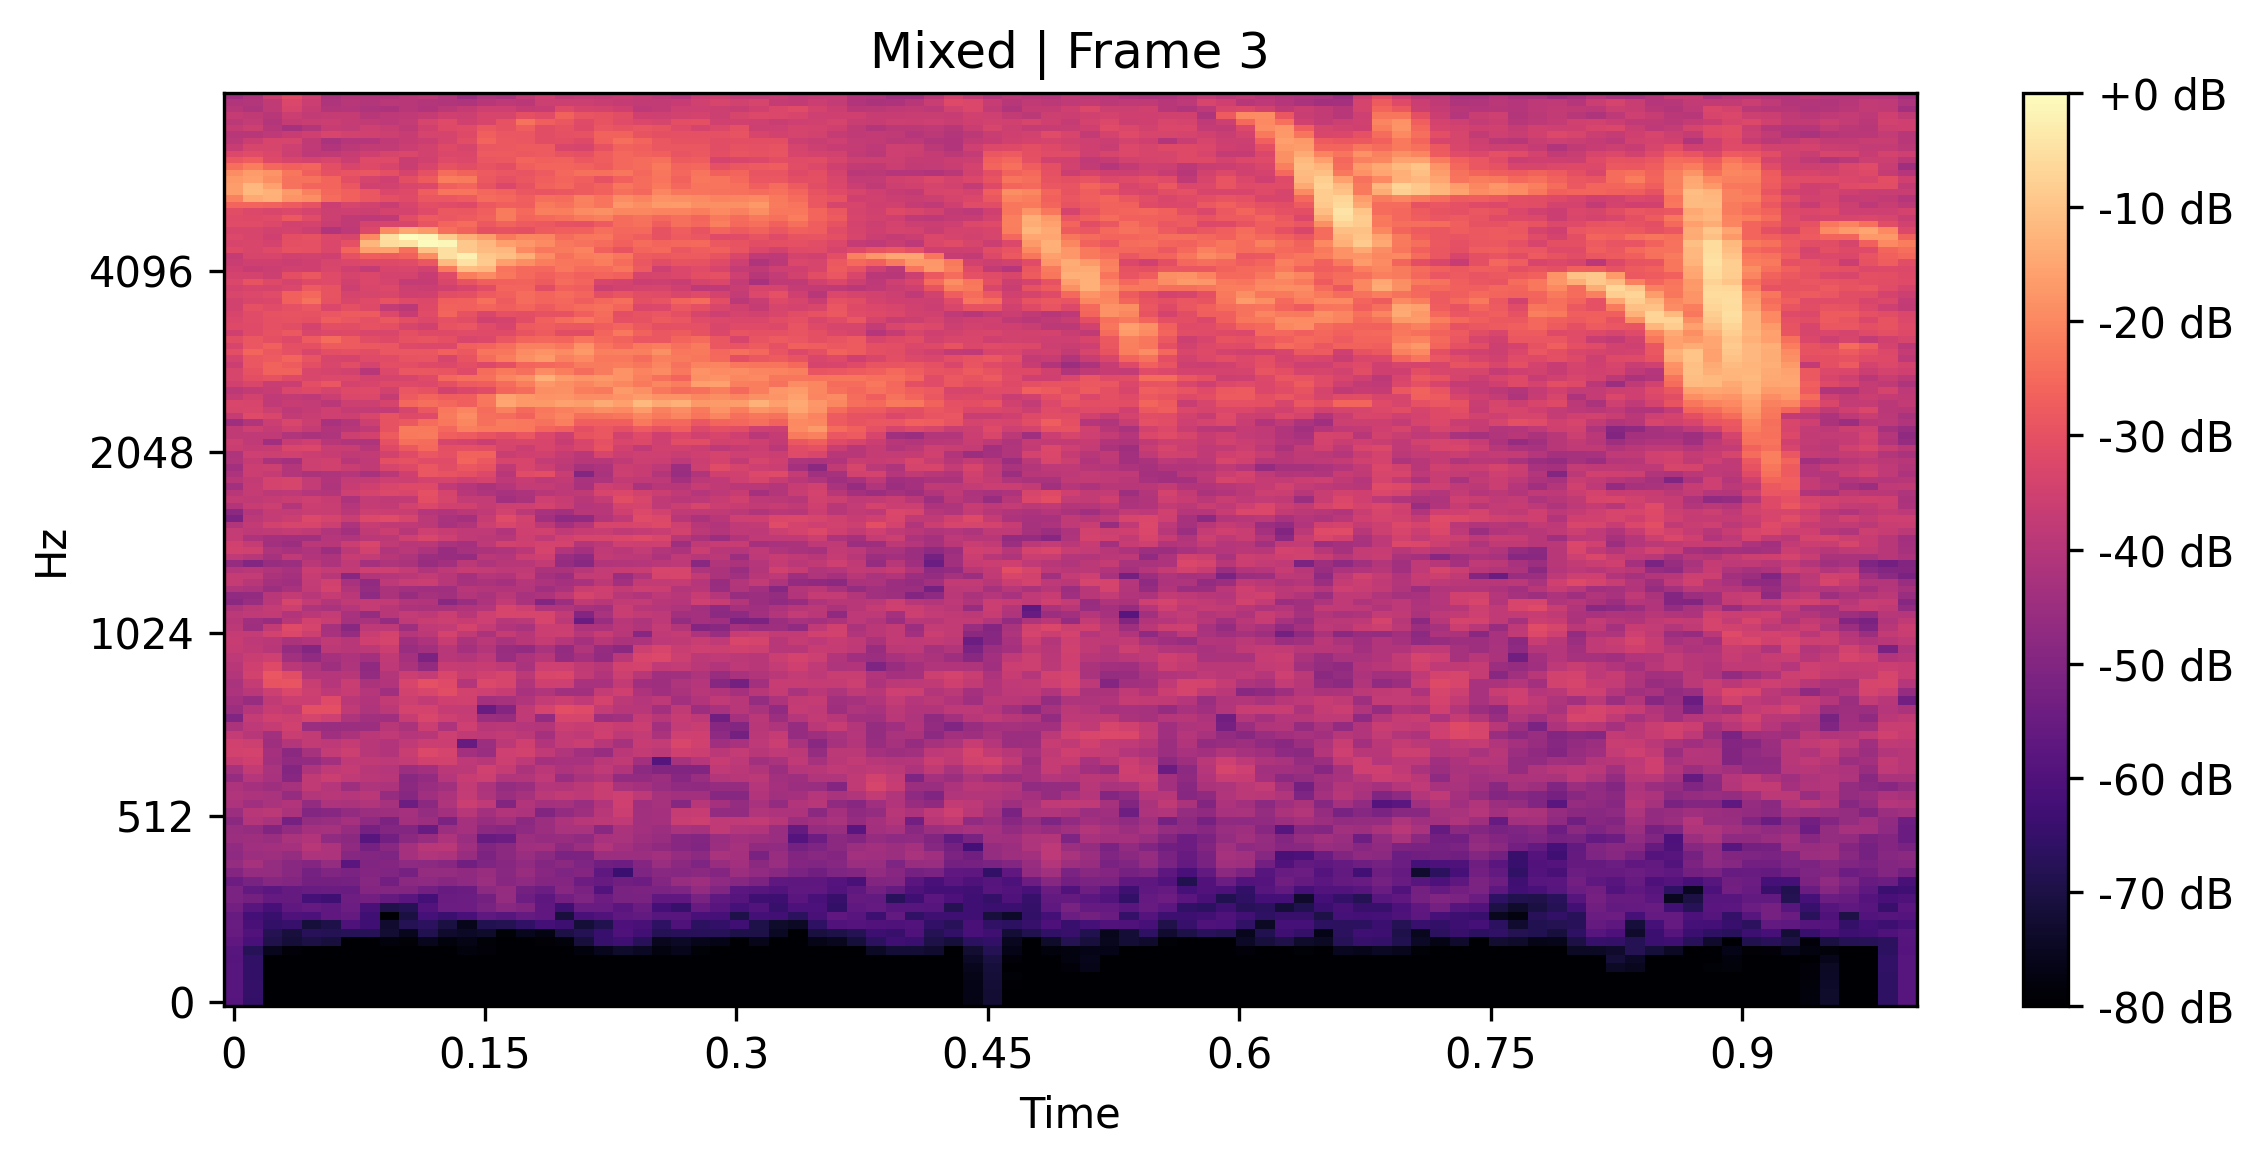 Mixed | Frame 3
Hz
4096
2048
1024
512
0
0 0.15 0.3 0.45 0.6 0.75 0.9
Time
+0 dB
-10 dB
-20 dB
-30 dB
-40 dB
-50 dB
-60 dB
-70 dB
-80 dB